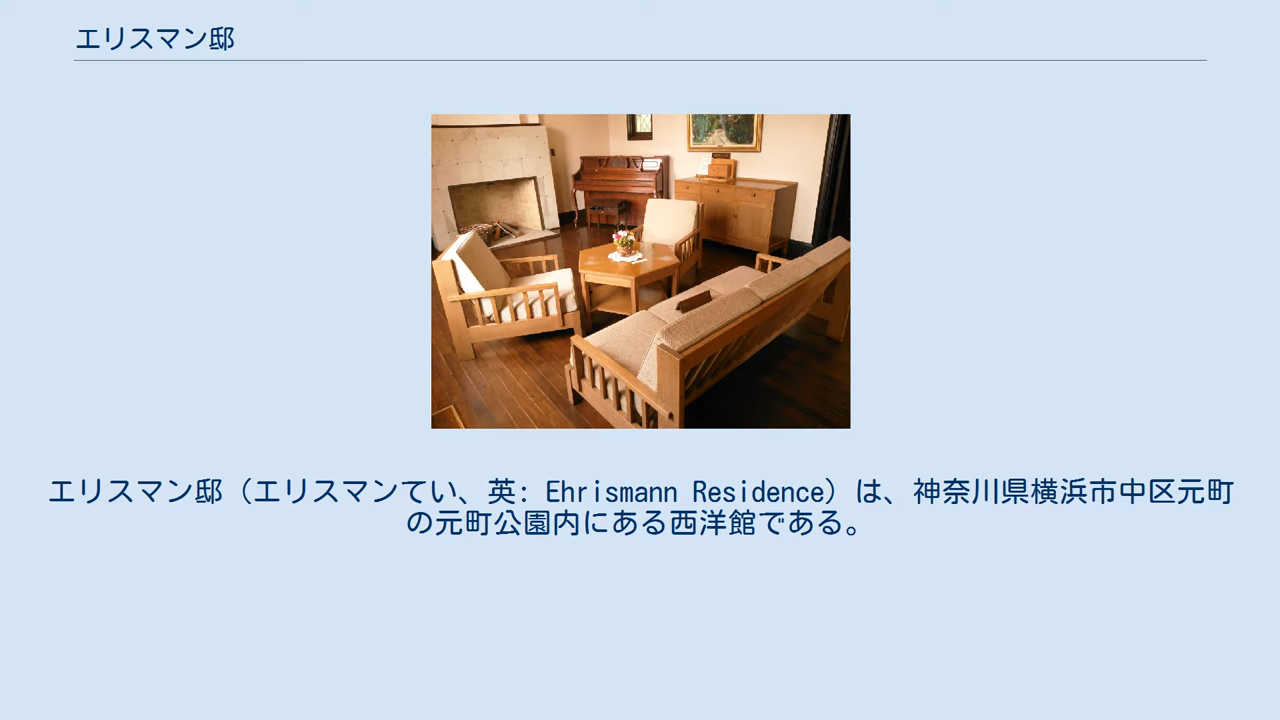 エリスマン邸
エリスマン邸（エリスマンてい、英: Ehrismann Residence）は、神奈川県横浜市中区元町
の元町公園内にある西洋館である。